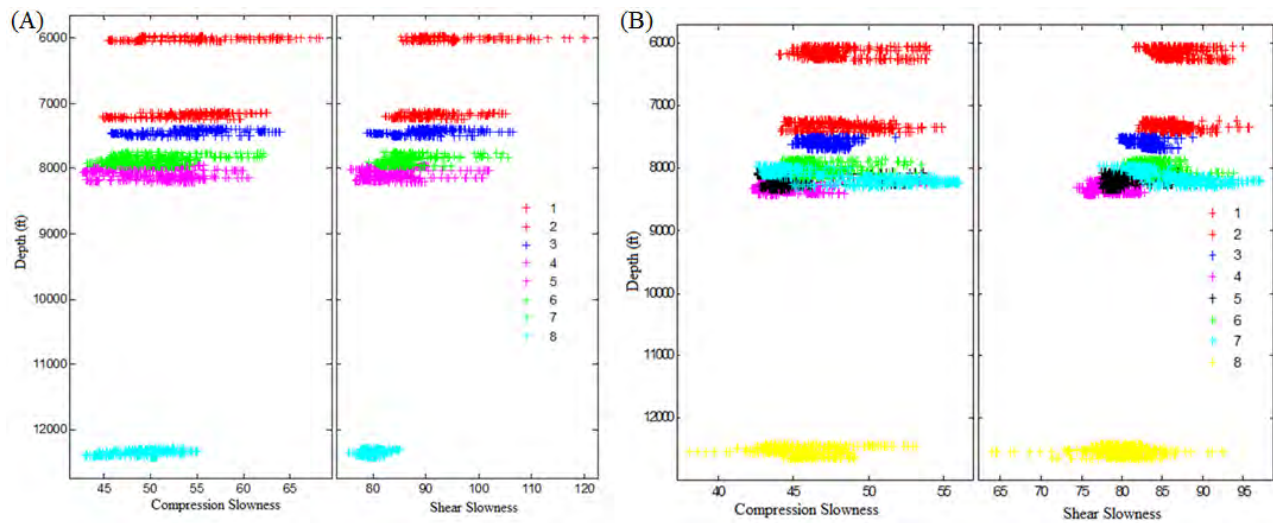 (A)
6000
7000
8000
9000
10000
11000
12000
Depth (ft)
45 50 55 60 65
Compression Slowness
80 90 100 110 120
Shear Slowness
1
2
3
4
5
6
7
8
(B)
6000
7000
8000
9000
10000
11000
12000
Depth (ft)
40 45 50 55
Compression Slowness
65 70 75 80 85 90 95
Shear Slowness
1
2
3
4
5
6
7
8